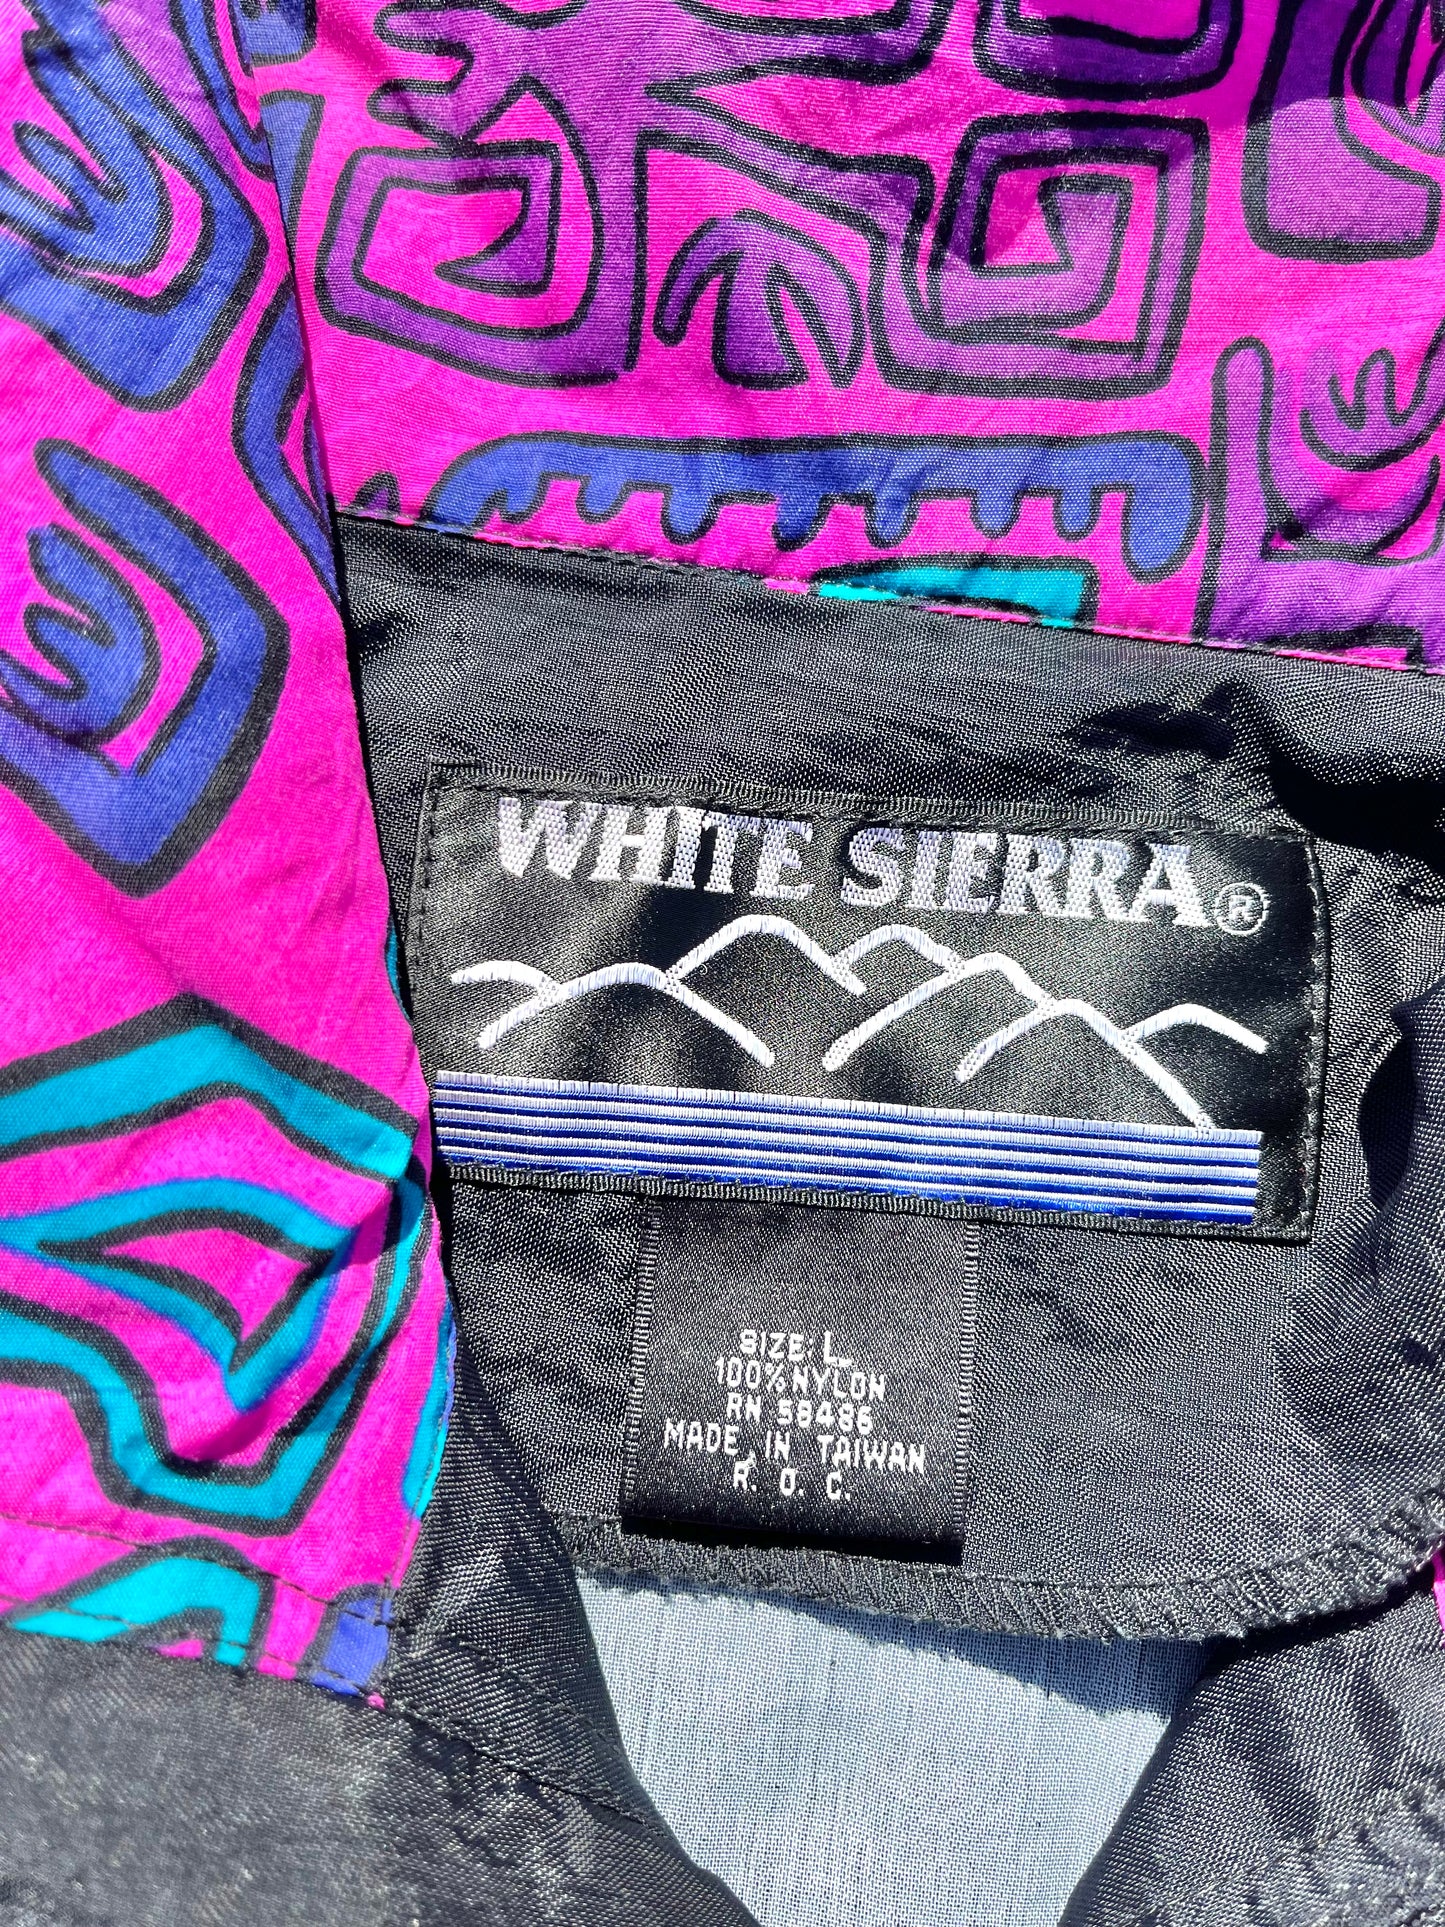 WHITE SIERRA®
SIZE: L
100% NYLON
RN 58486
MADE IN TAIWAN
R. O. C.